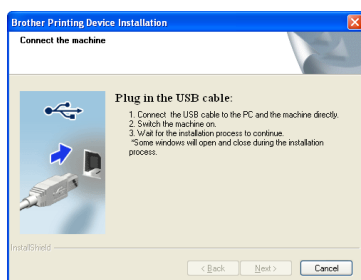 Brother Printing Device Installation
Connect the machine
Plug in the USB cable:
1. Connect the USB cable to the PC and the machine directly.
2. Switch the machine on.
3. Wait for the installation process to continue.
*Some windows will open and close during the installation
process.
InstallShield
< Back Next > Cancel